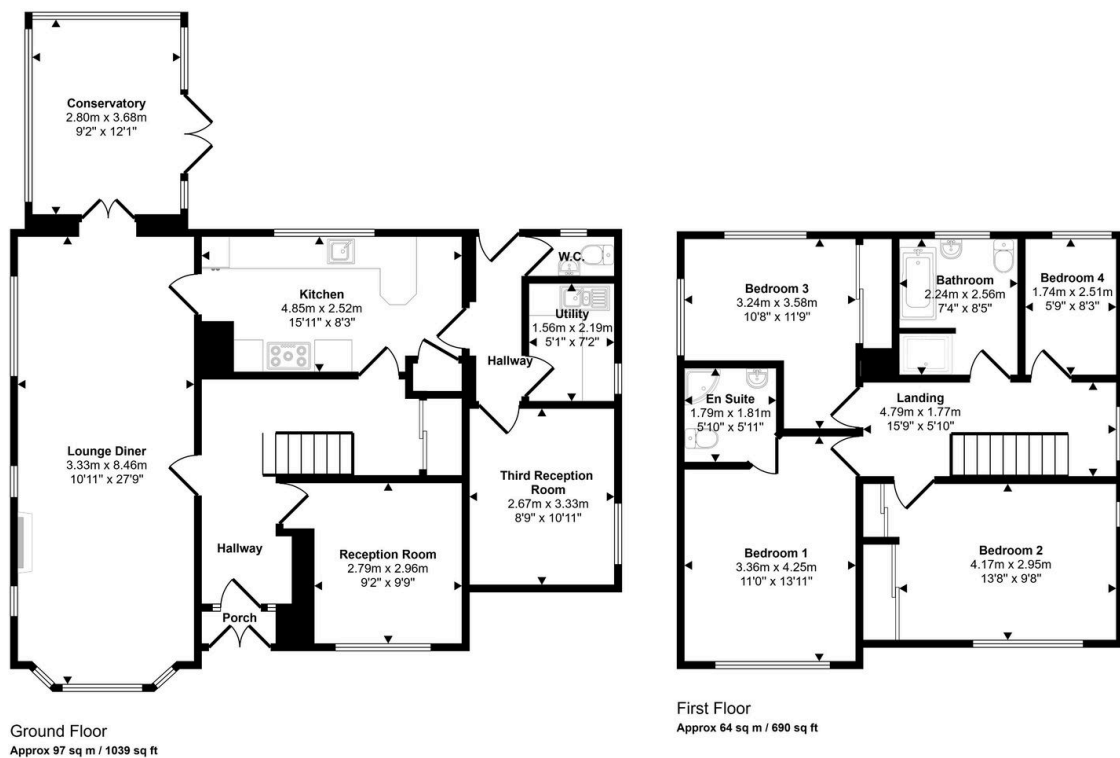 Conservatory
2.80m x 3.68m
9'2" x 12'1"
Kitchen
4.85m x 2.52m
15'11" x 8'3"
W.C.
Utility
1.56m x 2.19m
5'1" x 7'2"
Hallway
Lounge Diner
3.33m x 8.46m
10'11" x 27'9"
Third Reception
Room
2.67m x 3.33m
8'9" x 10'11"
Hallway
Reception Room
2.79m x 2.96m
9'2" x 9'9"
Porch
Ground Floor
Approx 97 sq m / 1039 sq ft
Bedroom 3
3.24m x 3.58m
10'8" x 11'9"
Bathroom
2.24m x 2.56m
7'4" x 8'5"
Bedroom 4
1.74m x 2.51m
5'9" x 8'3"
En Suite
1.79m x 1.81m
5'10" x 5'11"
Landing
4.79m x 1.77m
15'9" x 5'10"
Bedroom 1
3.36m x 4.25m
11'0" x 13'11"
Bedroom 2
4.17m x 2.95m
13'8" x 9'8"
First Floor
Approx 64 sq m / 690 sq ft